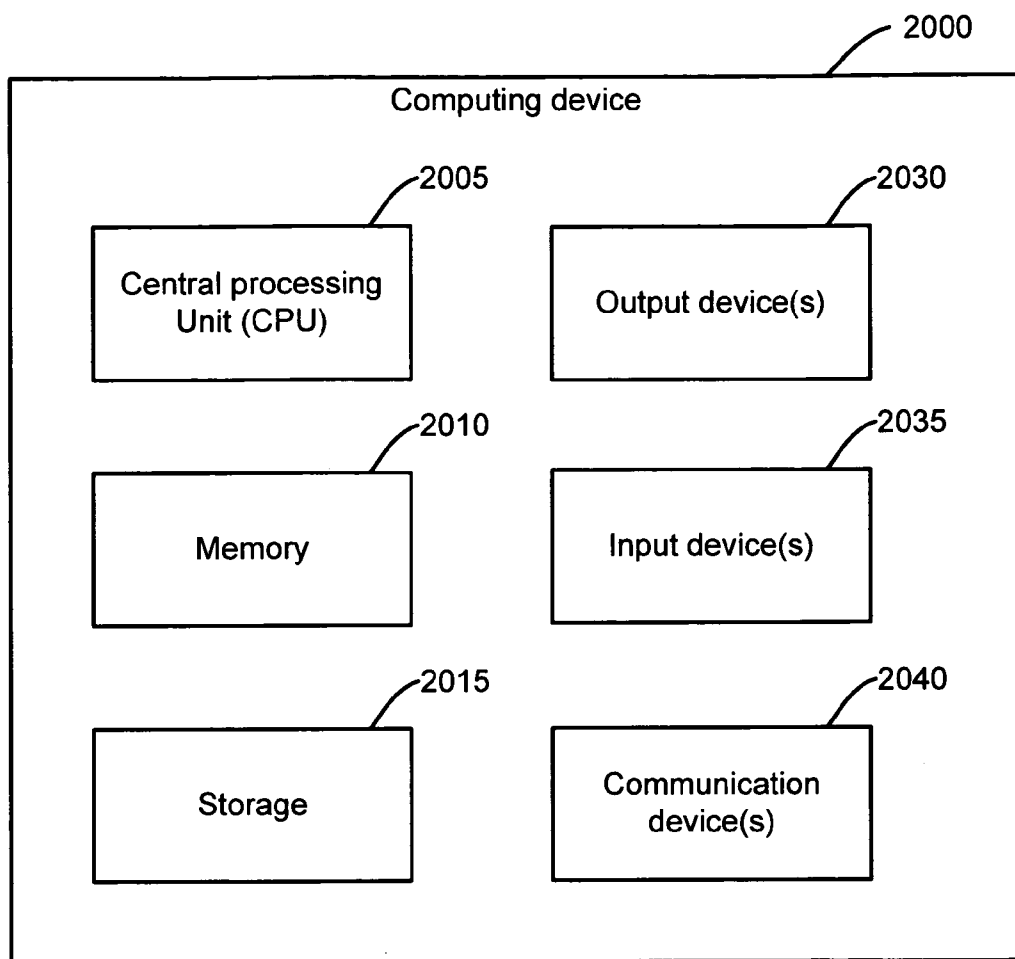 2000
Computing device
2005
2030
Central processing
Unit (CPU)
Output device(s)
2010
2035
Memory
Input device(s)
2015
2040
Storage
Communication
device(s)